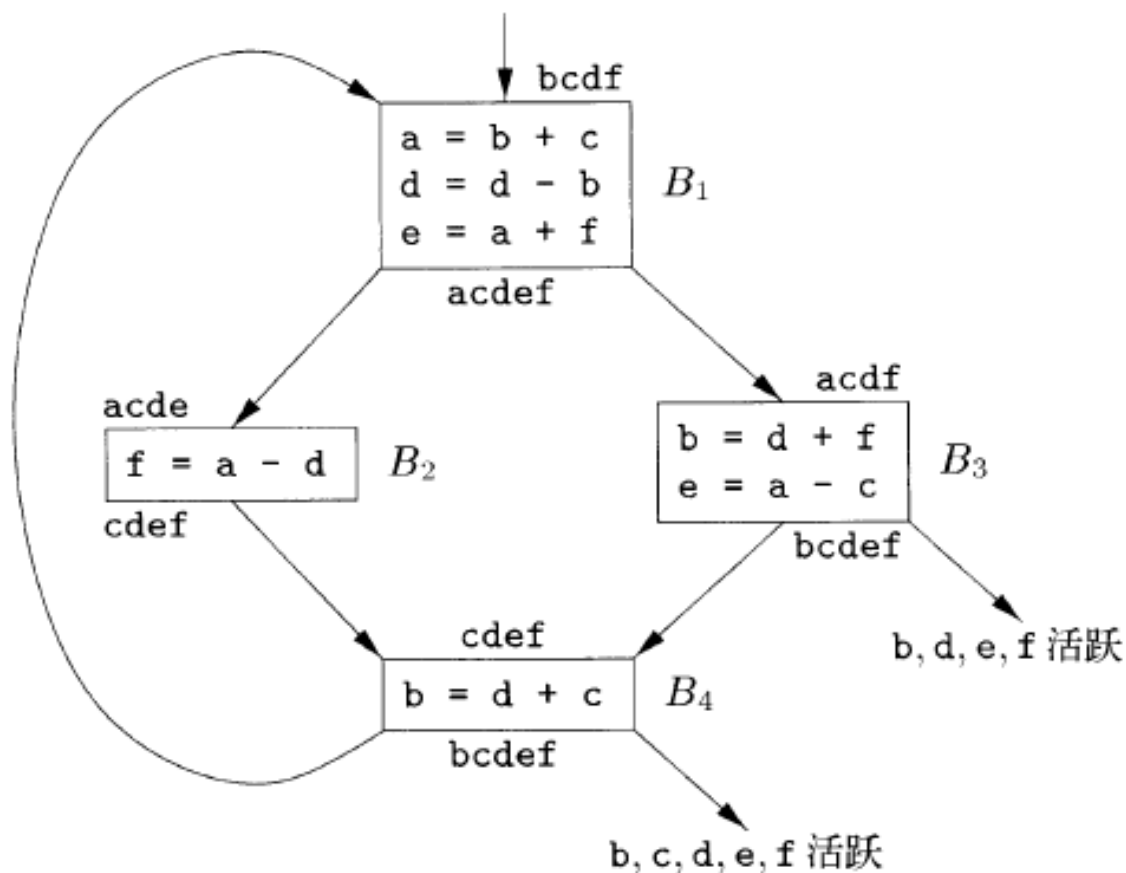 bcdf
a = b + c
d = d - b
e = a + f
B₁
acdef
acde
f = a - d
B₂
cdef
acdf
b = d + f
e = a - c
B₃
bcdef
b, d, e, f 活跃
cdef
b = d + c
B₄
bcdef
b, c, d, e, f 活跃